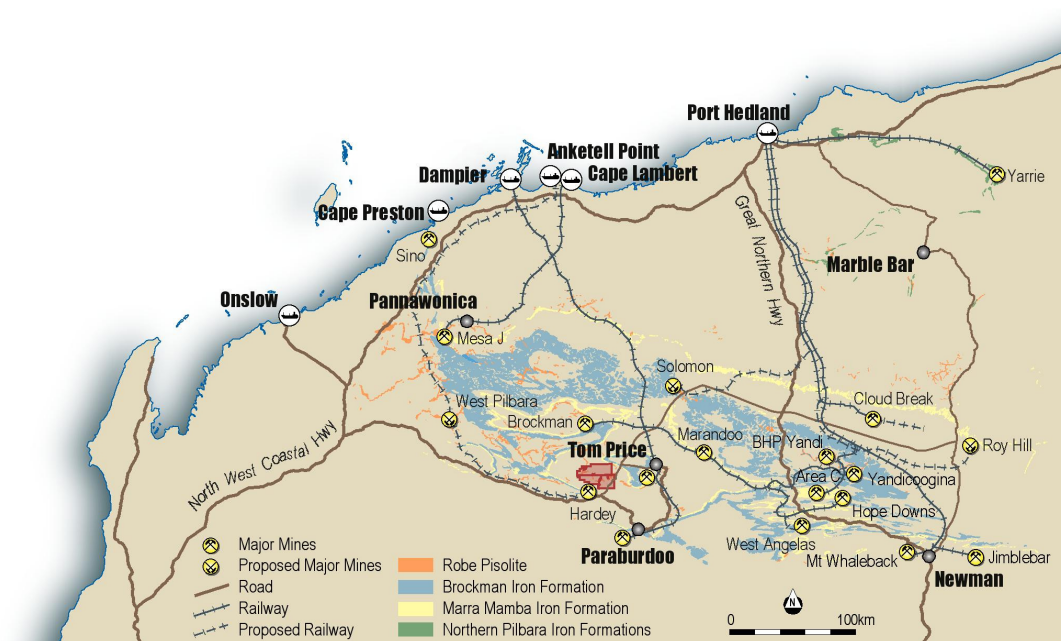 Port Hedland
Anketell Point
Dampier
Cape Lambert
Yarrie
Cape Preston
Great Northern Hwy
Sino
Marble Bar
Onslow
Pannawonica
Mesa J
Solomon
West Pilbara
Cloud Break
Brockman
Marandoo
BHP Yandi
Roy Hill
North West Coastal Hwy
Tom Price
Area C
Yandicoogina
Hardey
Hope Downs
West Angelas
Paraburdoo
Mt Whaleback
Jimblebar
Newman
Major Mines
Proposed Major Mines
Road
Railway
Proposed Railway
Robe Pisolite
Brockman Iron Formation
Marra Mamba Iron Formation
Northern Pilbara Iron Formations
N
0 100km